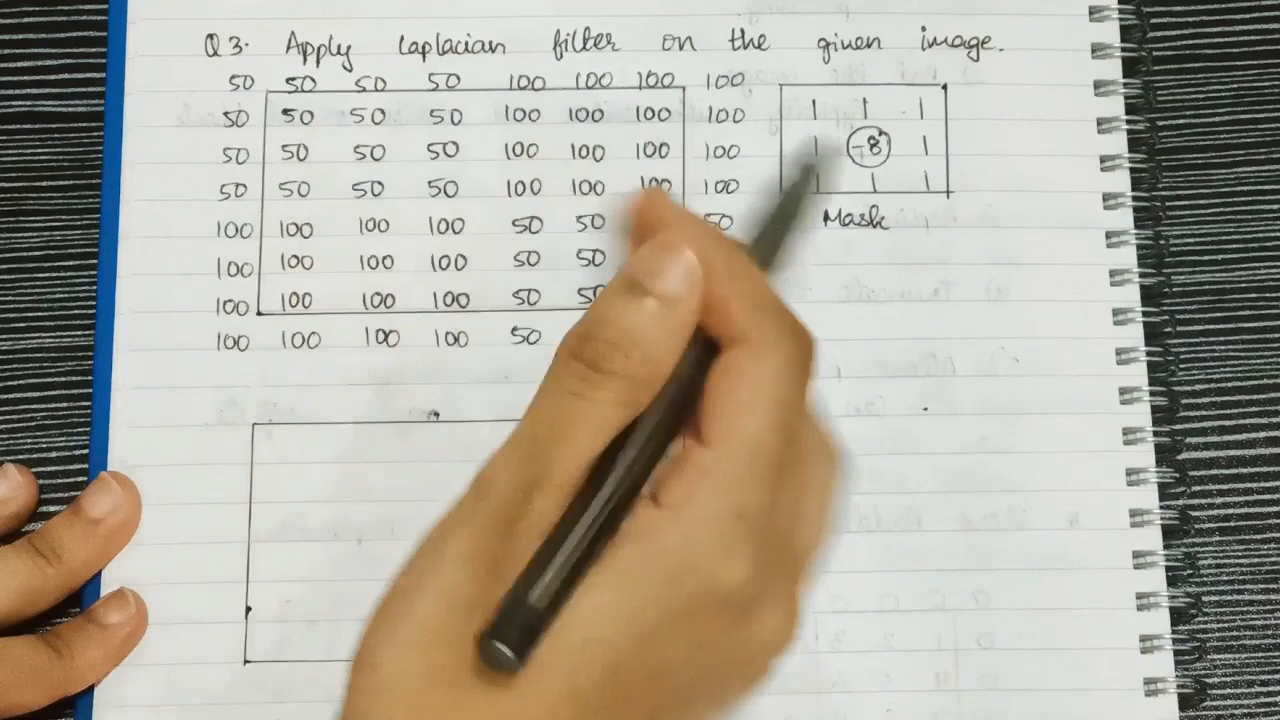 Q3. Apply laplacian filter on the given image.
50 50 50 50 100 100 100 100
50 50 50 50 100 100 100 100
50 50 50 50 100 100 100 100
50 50 50 50 100 100 100 100
100 100 100 100 50 50 50
100 100 100 100 50 50
100 100 100 100 50 50
100 100 100 100 50
1 1 1
1 -8 1
1 1 1
Mask